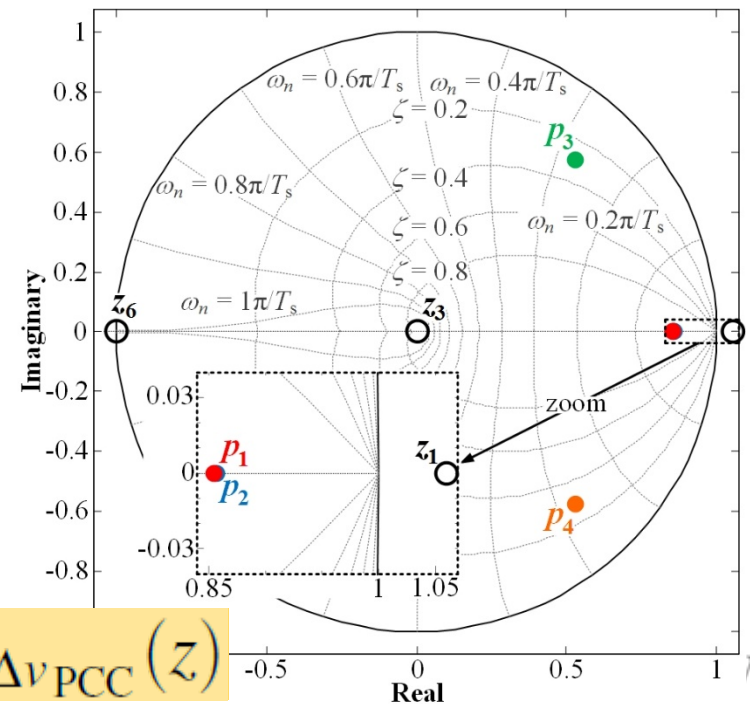 1
0.8
0.6
0.4
0.2
0
-0.2
-0.4
-0.6
-0.8
Imaginary
ωₙ = 0.6π/Tₛ
ωₙ = 0.4π/Tₛ
ζ = 0.2
p₃
ωₙ = 0.8π/Tₛ
ζ = 0.4
ζ = 0.6
ωₙ = 0.2π/Tₛ
ζ = 0.8
z₆
ωₙ = 1π/Tₛ
z₃
zoom
0.03
0
-0.03
p₁
p₂
z₁
0.85 1 1.05
p₄
Δv_PCC (z)
-0.5 0 0.5 1
Real